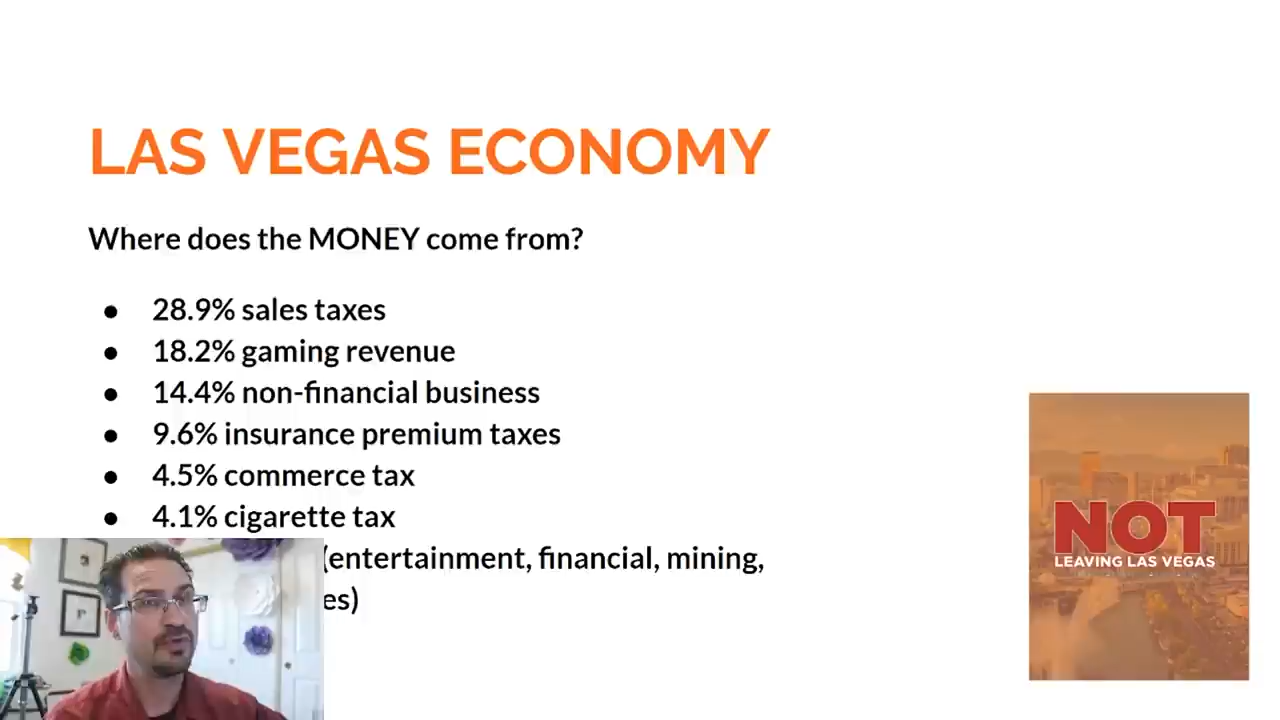 LAS VEGAS ECONOMY
Where does the MONEY come from?
● 28.9% sales taxes
● 18.2% gaming revenue
● 14.4% non-financial business
● 9.6% insurance premium taxes
● 4.5% commerce tax
● 4.1% cigarette tax
(entertainment, financial, mining,
es)
NOT
LEAVING LAS VEGAS